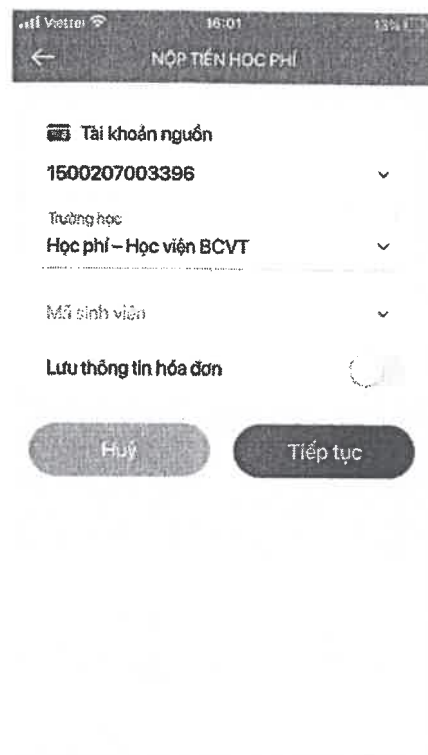 Viettel 16:01 13%
NỘP TIỀN HỌC PHÍ
Tài khoản nguồn
1500207003396
Trường học
Học phí – Học viện BCVT
Mã sinh viên
Lưu thông tin hóa đơn
Huỷ Tiếp tục